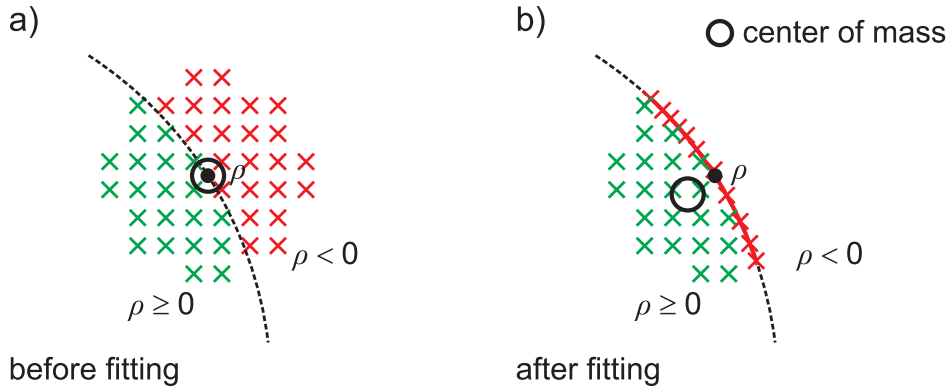 a)
b)
center of mass
ρ
ρ
ρ < 0
ρ < 0
ρ ≥ 0
ρ ≥ 0
before fitting
after fitting